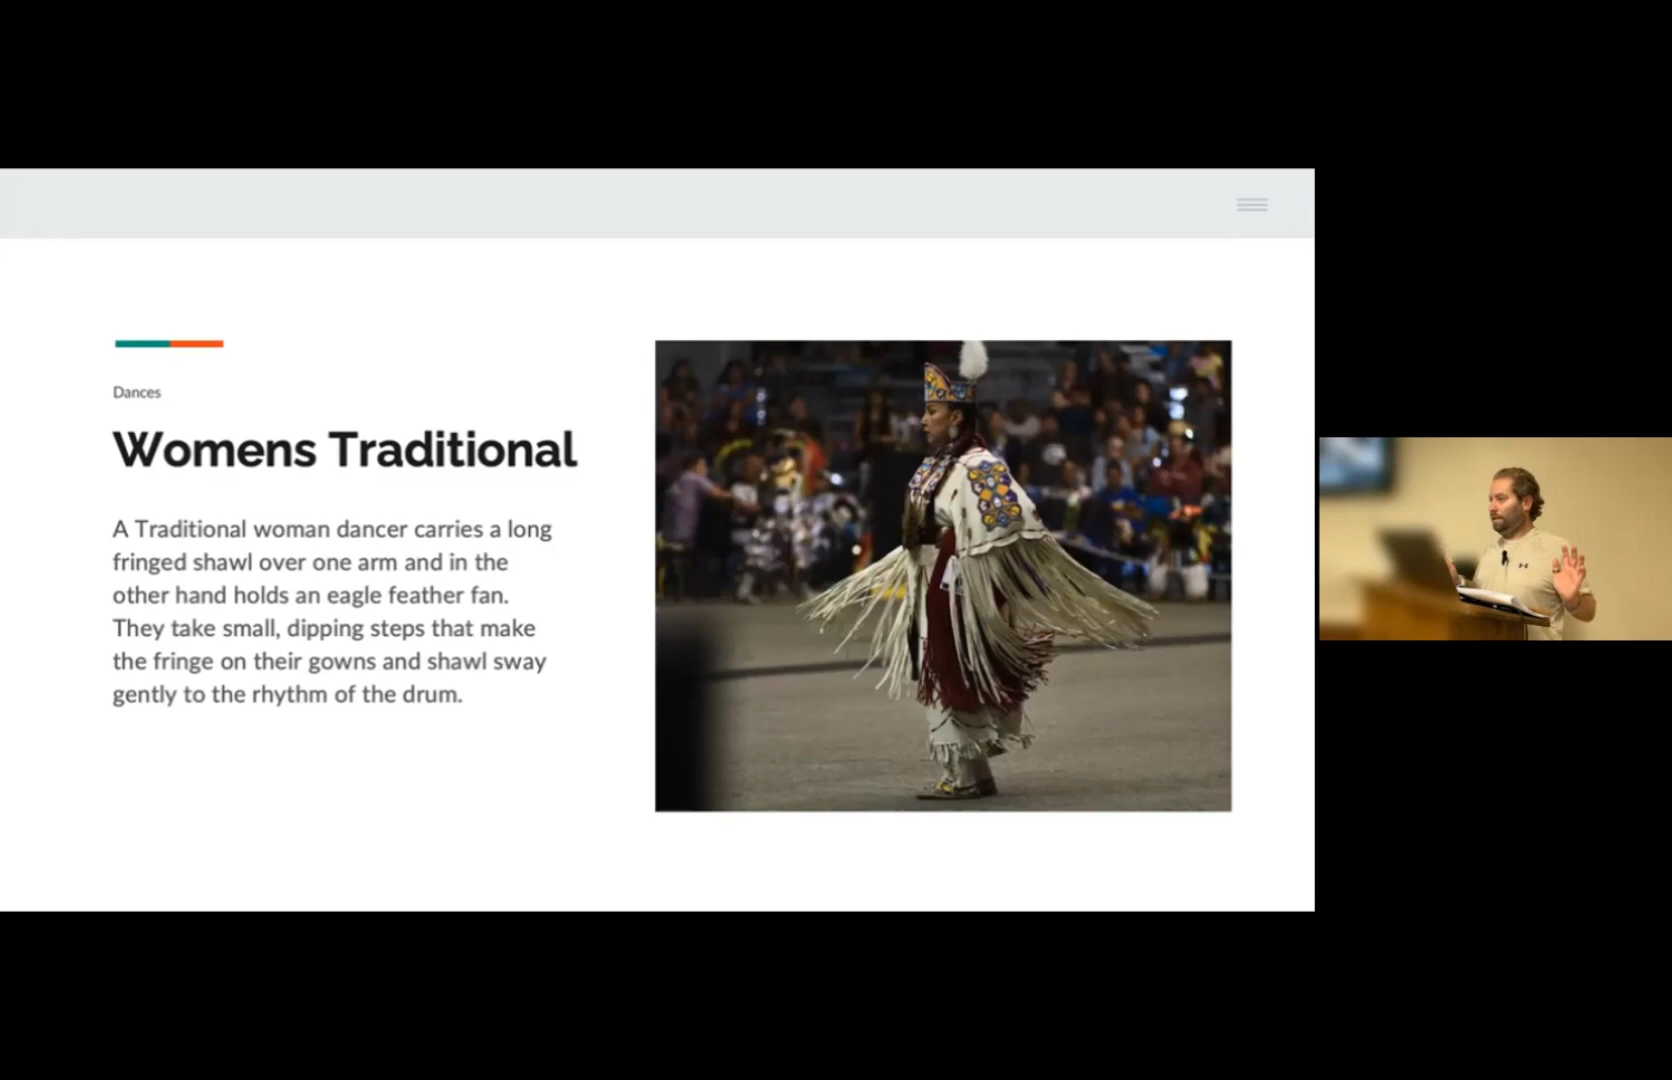 Dances
Womens Traditional
A Traditional woman dancer carries a long
fringed shawl over one arm and in the
other hand holds an eagle feather fan.
They take small, dipping steps that make
the fringe on their gowns and shawl sway
gently to the rhythm of the drum.